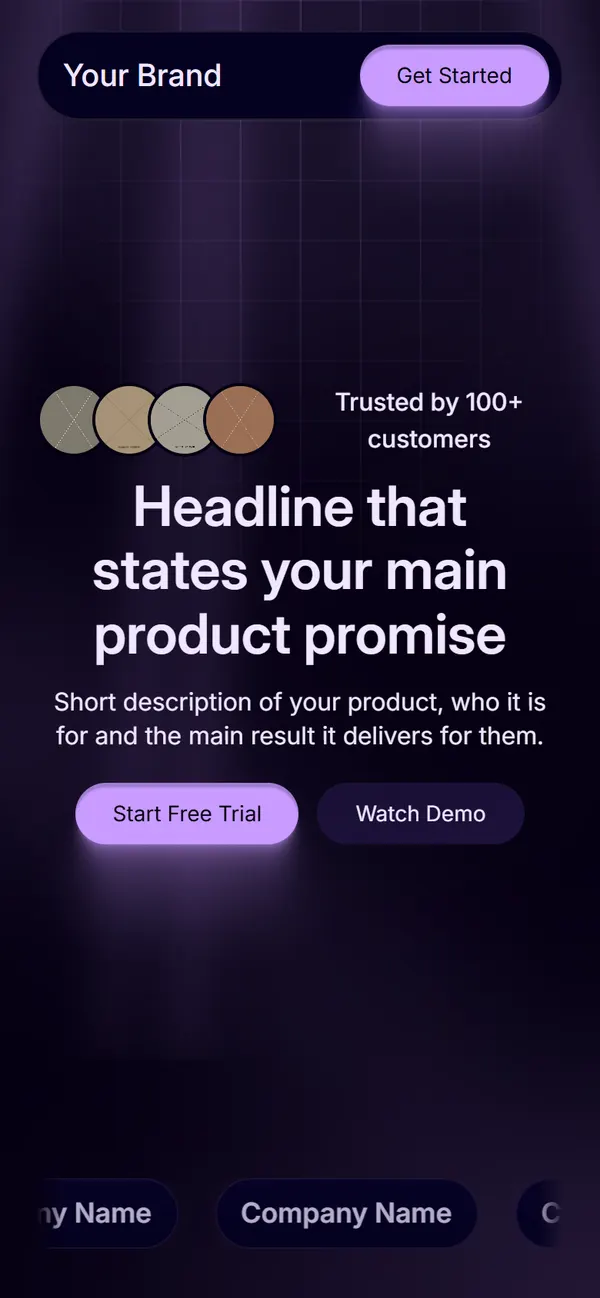 Your Brand
Get Started
Trusted by 100+
customers
Headline that
states your main
product promise
Short description of your product, who it is
for and the main result it delivers for them.
Start Free Trial
Watch Demo
ny Name
Company Name
C